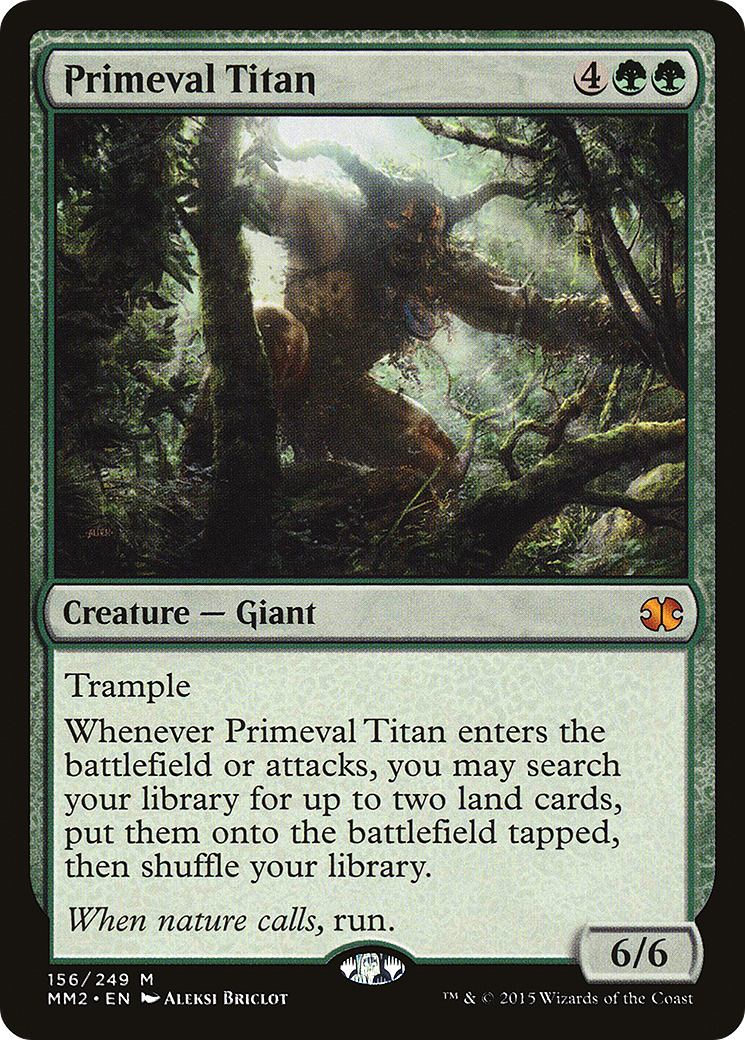 Primeval Titan 4
Creature — Giant
Trample
Whenever Primeval Titan enters the
battlefield or attacks, you may search
your library for up to two land cards,
put them onto the battlefield tapped,
then shuffle your library.
When nature calls, run.
6/6
156/249 M
MM2 • EN Aleksi Briclot
™ & © 2015 Wizards of the Coast